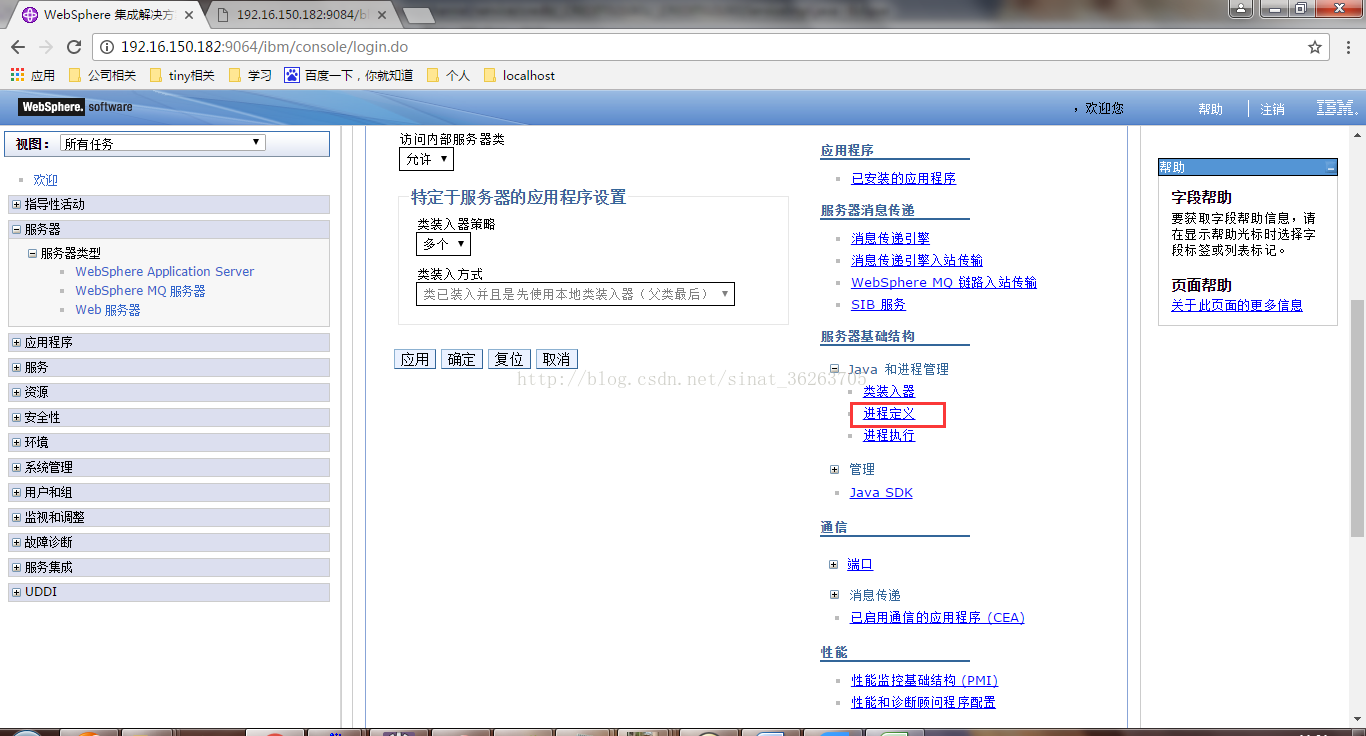 WebSphere 集成解决方
192.16.150.182:9084/bl
192.16.150.182:9064/ibm/console/login.do
应用
公司相关
tiny相关
学习
百度一下，你就知道
个人
localhost
WebSphere. software
，欢迎您
帮助
注销
IBM.
视图：
所有任务
欢迎
指导性活动
服务器
服务器类型
WebSphere Application Server
WebSphere MQ 服务器
Web 服务器
应用程序
服务
资源
安全性
环境
系统管理
用户和组
监视和调整
故障诊断
服务集成
UDDI
访问内部服务器类
允许
特定于服务器的应用程序设置
类装入器策略
多个
类装入方式
类已装入并且是先使用本地类装入器（父类最后）
应用
确定
复位
取消
http://blog.csdn.net/sinat_36263705
应用程序
已安装的应用程序
服务器消息传递
消息传递引擎
消息传递引擎入站传输
WebSphere MQ 链路入站传输
SIB 服务
服务器基础结构
Java 和进程管理
类装入器
进程定义
进程执行
管理
Java SDK
通信
端口
消息传递
已启用通信的应用程序 (CEA)
性能
性能监控基础结构 (PMI)
性能和诊断顾问程序配置
帮助
字段帮助
要获取字段帮助信息，请
在显示帮助光标时选择字
段标签或列表标记。
页面帮助
关于此页面的更多信息